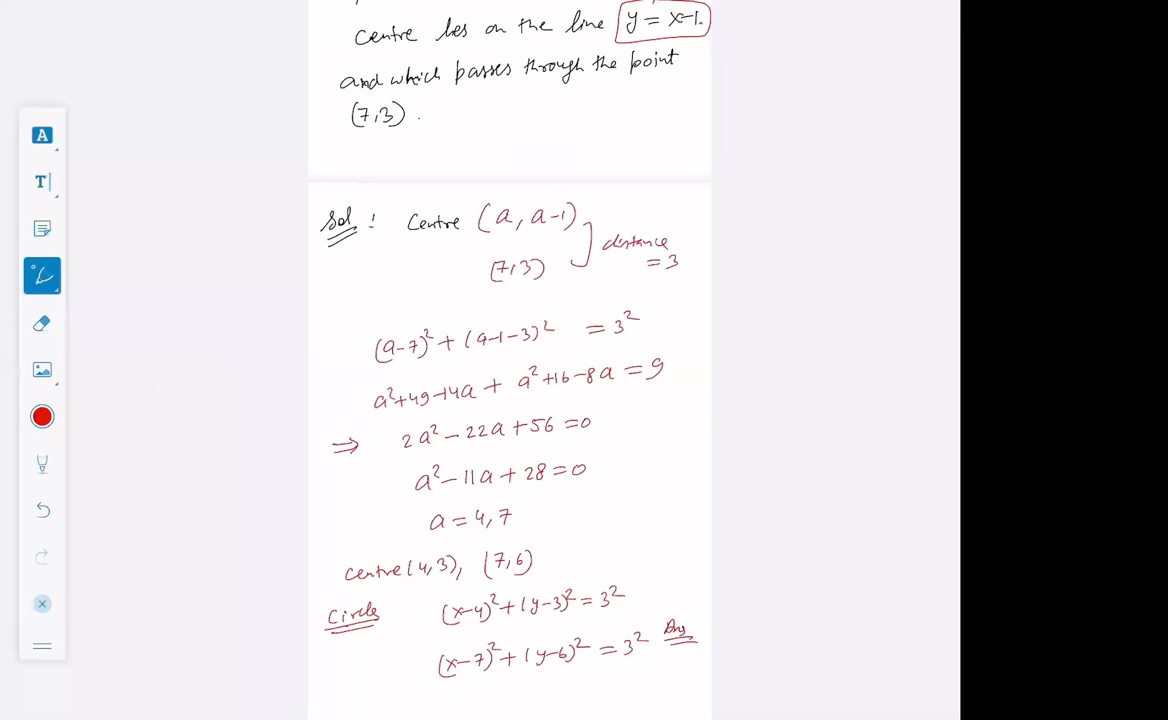 Centre lies on the line y = x-1.
and which passes through the point
(7,3).
Sol : Centre (a, a-1)
(7,3)
distance
= 3
(a-7)² + (a-1-3)² = 3²
a²+49-14a + a²+16-8a = 9
⇒ 2a² - 22a + 56 = 0
a² - 11a + 28 = 0
a = 4, 7
Centre (4,3), (7,6)
Circle (x-4)² + (y-3)² = 3²
(x-7)² + (y-6)² = 3² Ans
A
T